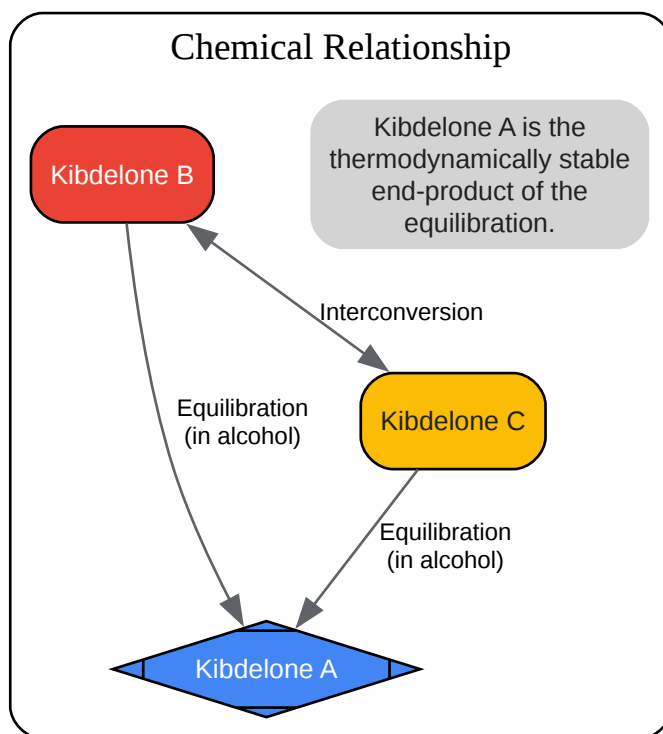 Chemical Relationship
Kibdelone A is the
thermodynamically stable
end-product of the
equilibration.
Kibdelone B
Interconversion
Equilibration
(in alcohol)
Kibdelone C
Equilibration
(in alcohol)
Kibdelone A